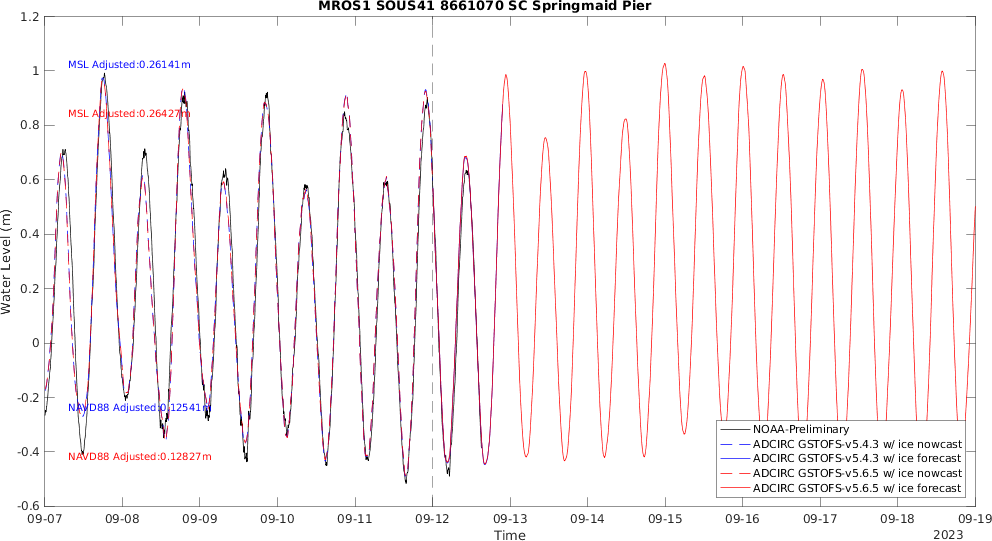 MROS1 SOUS41 8661070 SC Springmaid Pier
1.2
1
0.8
0.6
0.4
0.2
0
-0.2
-0.4
-0.6
Water Level (m)
MSL Adjusted:0.26141m
MSL Adjusted:0.26427m
NAVD88 Adjusted:0.12541m
NAVD88 Adjusted:0.12827m
NOAA-Preliminary
ADCIRC GSTOFS-v5.4.3 w/ ice nowcast
ADCIRC GSTOFS-v5.4.3 w/ ice forecast
ADCIRC GSTOFS-v5.6.5 w/ ice nowcast
ADCIRC GSTOFS-v5.6.5 w/ ice forecast
09-07 09-08 09-09 09-10 09-11 09-12 09-13 09-14 09-15 09-16 09-17 09-18 09-19
Time
2023